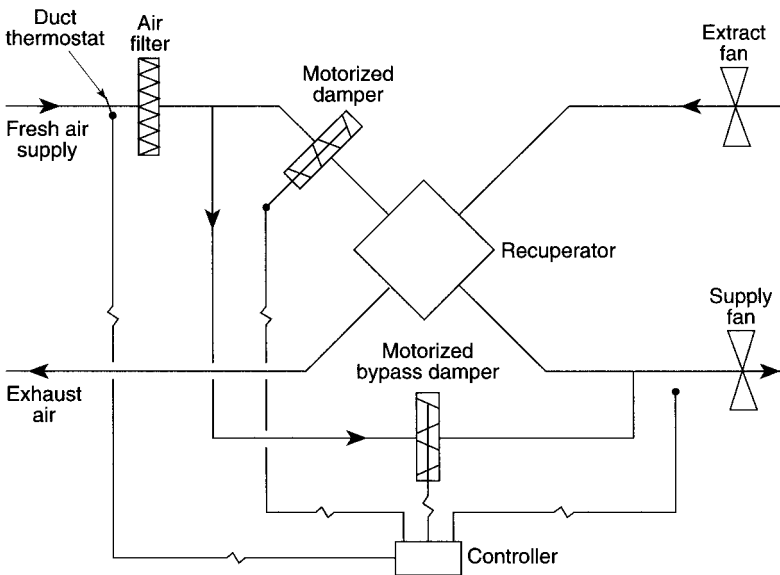 Duct
thermostat
Air
filter
Motorized
damper
Extract
fan
Fresh air
supply
Recuperator
Supply
fan
Motorized
bypass damper
Exhaust
air
Controller